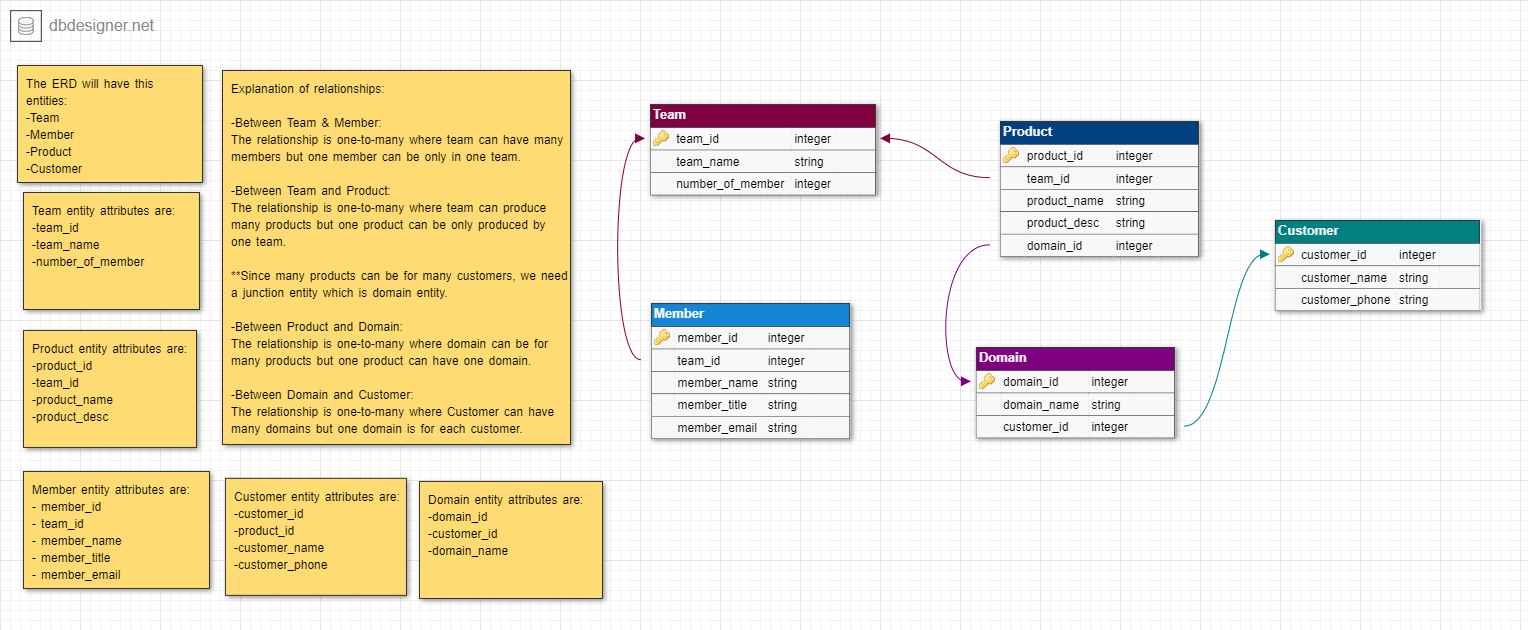 dbdesigner.net
The ERD will have this
entities:
-Team
-Member
-Product
-Customer
Team entity attributes are:
-team_id
-team_name
-number_of_member
Product entity attributes are:
-product_id
-team_id
-product_name
-product_desc
Member entity attributes are:
- member_id
- team_id
- member_name
- member_title
- member_email
Explanation of relationships:
-Between Team & Member:
The relationship is one-to-many where team can have many
members but one member can be only in one team.
-Between Team and Product:
The relationship is one-to-many where team can produce
many products but one product can be only produced by
one team.
**Since many products can be for many customers, we need
a junction entity which is domain entity.
-Between Product and Domain:
The relationship is one-to-many where domain can be for
many products but one product can have one domain.
-Between Domain and Customer:
The relationship is one-to-many where Customer can have
many domains but one domain is for each customer.
Customer entity attributes are:
-customer_id
-product_id
-customer_name
-customer_phone
Domain entity attributes are:
-domain_id
-customer_id
-domain_name
Team
team_id integer
team_name string
number_of_member integer
Member
member_id integer
team_id integer
member_name string
member_title string
member_email string
Product
product_id integer
team_id integer
product_name string
product_desc string
domain_id integer
Domain
domain_id integer
domain_name string
customer_id integer
Customer
customer_id integer
customer_name string
customer_phone string